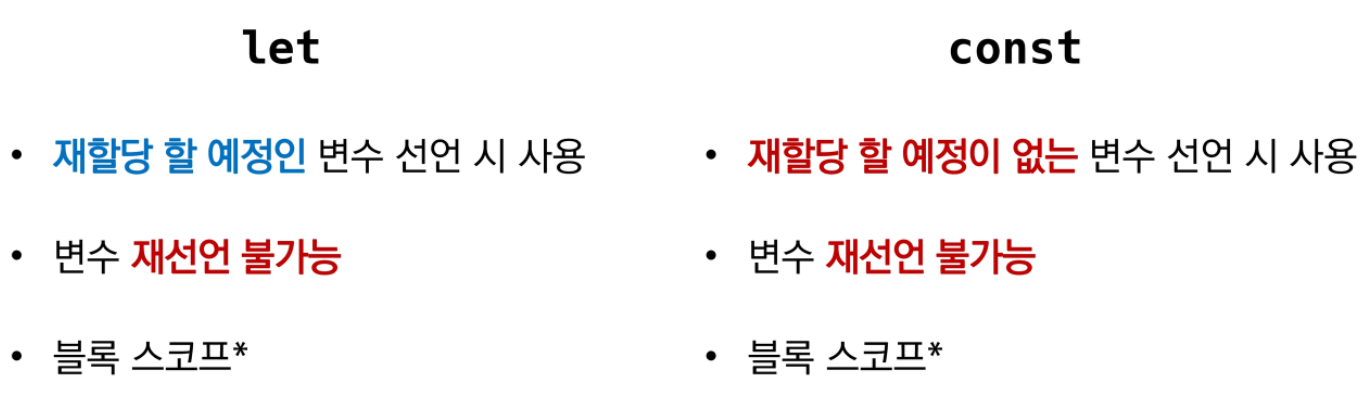 let
• 재할당 할 예정인 변수 선언 시 사용
• 변수 재선언 불가능
• 블록 스코프*
const
• 재할당 할 예정이 없는 변수 선언 시 사용
• 변수 재선언 불가능
• 블록 스코프*